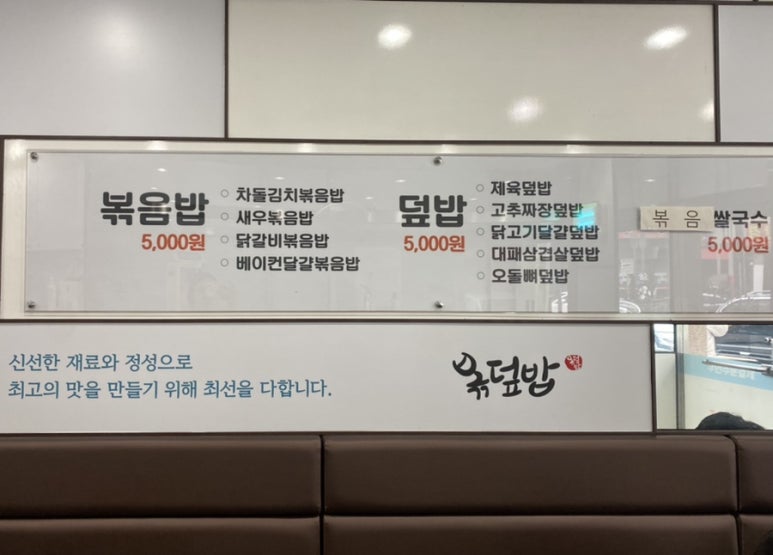 볶음밥
5,000원
○ 차돌김치볶음밥
○ 새우볶음밥
○ 닭갈비볶음밥
○ 베이컨달걀볶음밥
덮밥
5,000원
○ 제육덮밥
○ 고추짜장덮밥
○ 닭고기달걀덮밥
○ 대패삼겹살덮밥
○ 오돌뼈덮밥
볶음 쌀국수
5,000원
신선한 재료와 정성으로
최고의 맛을 만들기 위해 최선을 다합니다.
덮밥